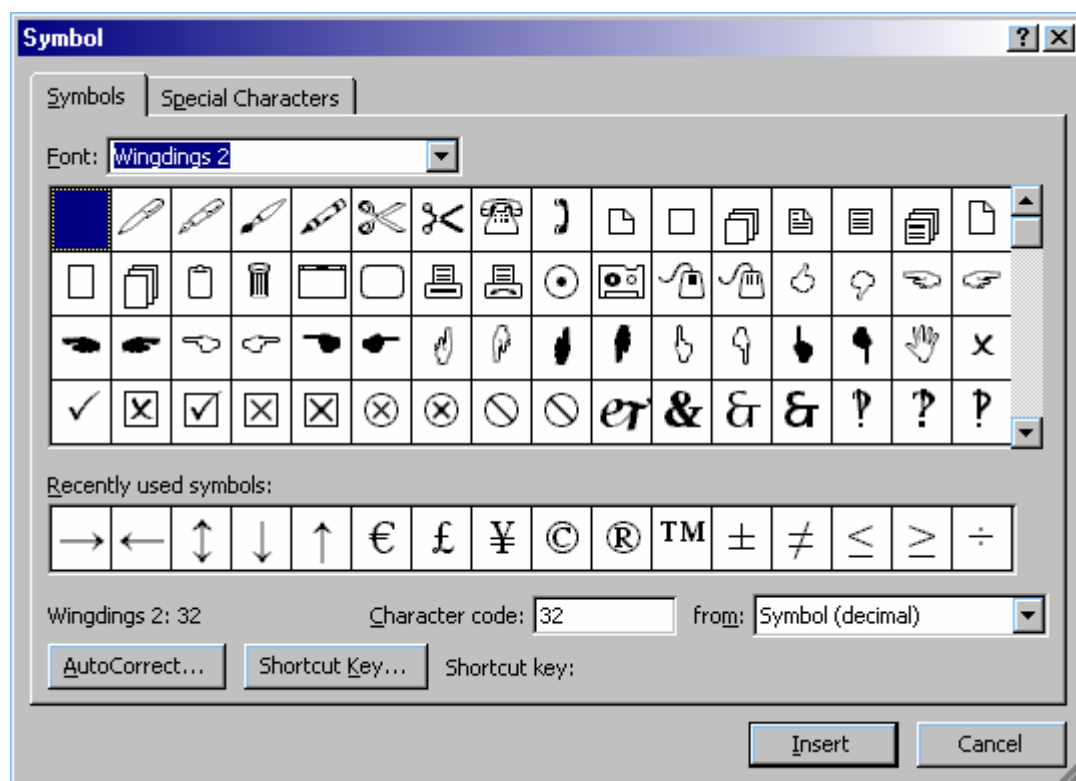 Symbol
Symbols Special Characters
Font: Wingdings 2
& & &
Recently used symbols:
→ ← ↕ ↓ ↑ € £ ¥ © ® ™ ± ≠ ≤ ≥ ÷
Wingdings 2: 32 Character code: 32 from: Symbol (decimal)
AutoCorrect... Shortcut Key... Shortcut key:
Insert Cancel